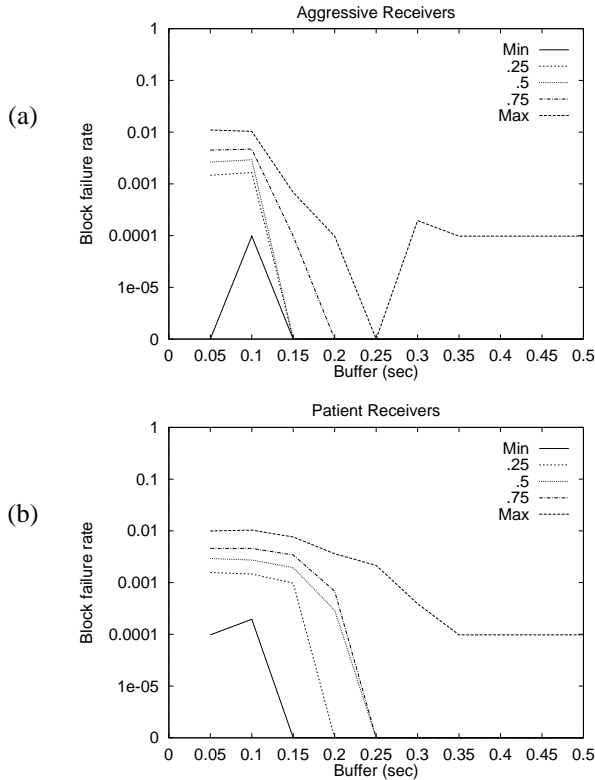 Aggressive Receivers
(a)
Block failure rate
1
0.1
0.01
0.001
0.0001
1e-05
0
Min
.25
.5
.75
Max
0 0.05 0.1 0.15 0.2 0.25 0.3 0.35 0.4 0.45 0.5
Buffer (sec)
Patient Receivers
(b)
Block failure rate
1
0.1
0.01
0.001
0.0001
1e-05
0
Min
.25
.5
.75
Max
0 0.05 0.1 0.15 0.2 0.25 0.3 0.35 0.4 0.45 0.5
Buffer (sec)